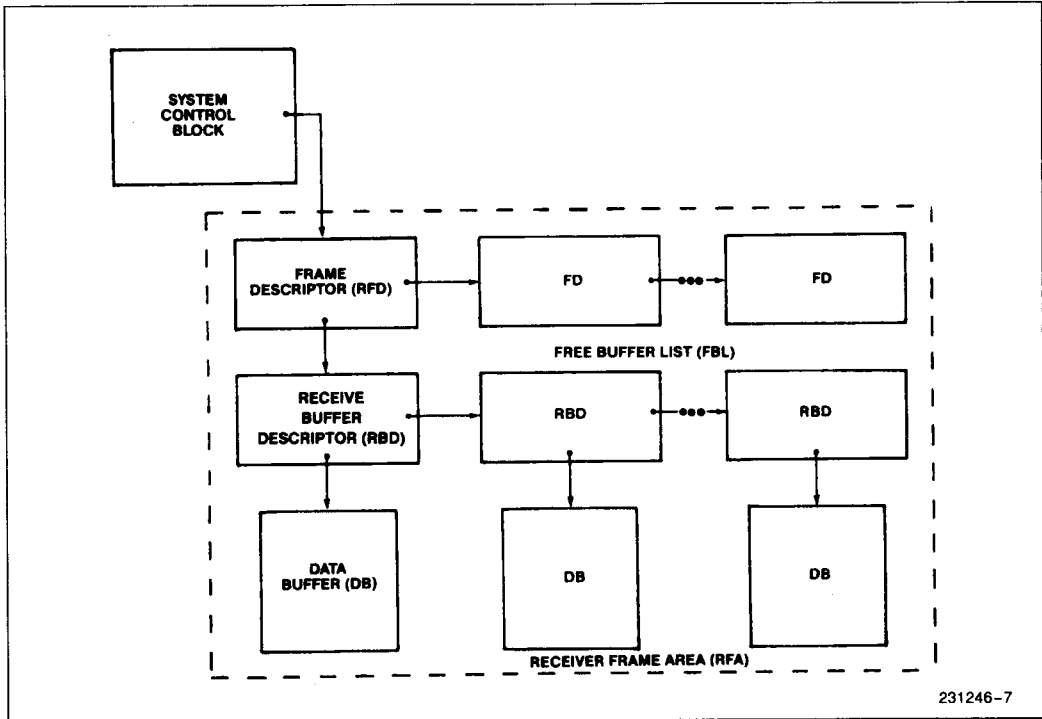 SYSTEM
CONTROL
BLOCK
FRAME
DESCRIPTOR (RFD)
FD
FD
FREE BUFFER LIST (FBL)
RECEIVE
BUFFER
DESCRIPTOR (RBD)
RBD
RBD
DATA
BUFFER (DB)
DB
DB
RECEIVER FRAME AREA (RFA)
231246-7